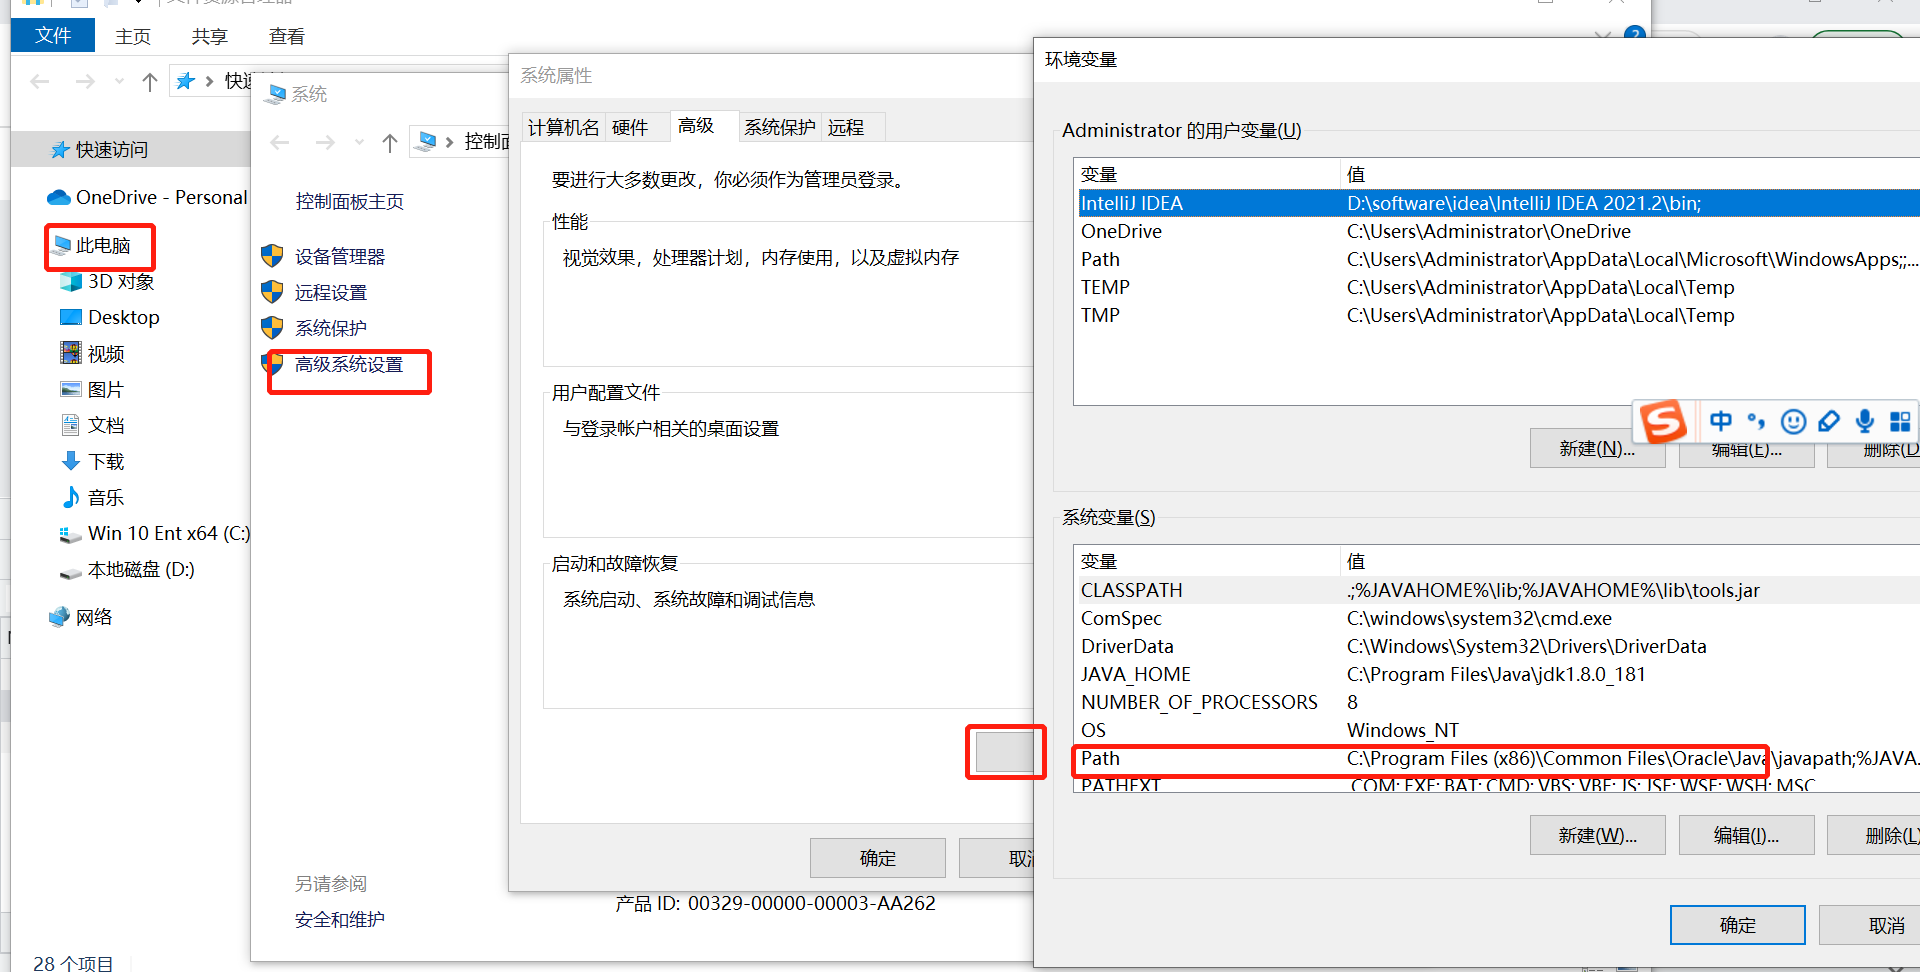 文件 主页 共享 查看
快速
快速访问
OneDrive - Personal
此电脑
3D 对象
Desktop
视频
图片
文档
下载
音乐
Win 10 Ent x64 (C:)
本地磁盘 (D:)
网络
28 个项目
系统
控制面
控制面板主页
设备管理器
远程设置
系统保护
高级系统设置
另请参阅
安全和维护
产品 ID: 00329-00000-00003-AA262
系统属性
计算机名 硬件 高级 系统保护 远程
要进行大多数更改，你必须作为管理员登录。
性能
视觉效果，处理器计划，内存使用，以及虚拟内存
用户配置文件
与登录帐户相关的桌面设置
启动和故障恢复
系统启动、系统故障和调试信息
确定 取消
环境变量
Administrator 的用户变量(U)
变量 值
IntelliJ IDEA D:\software\idea\IntelliJ IDEA 2021.2\bin;
OneDrive C:\Users\Administrator\OneDrive
Path C:\Users\Administrator\AppData\Local\Microsoft\WindowsApps;;...
TEMP C:\Users\Administrator\AppData\Local\Temp
TMP C:\Users\Administrator\AppData\Local\Temp
中
新建(N)... 编辑(E)... 删除(D
系统变量(S)
变量 值
CLASSPATH .;%JAVAHOME%\lib;%JAVAHOME%\lib\tools.jar
ComSpec C:\windows\system32\cmd.exe
DriverData C:\Windows\System32\Drivers\DriverData
JAVA_HOME C:\Program Files\Java\jdk1.8.0_181
NUMBER_OF_PROCESSORS 8
OS Windows_NT
Path C:\Program Files (x86)\Common Files\Oracle\Java\javapath;%JAVA...
PATHEXT .COM;.EXE;.BAT;.CMD;.VBS;.VBE;.JS;.JSE;.WSF;.WSH;.MSC
新建(W)... 编辑(I)... 删除(L)
确定 取消